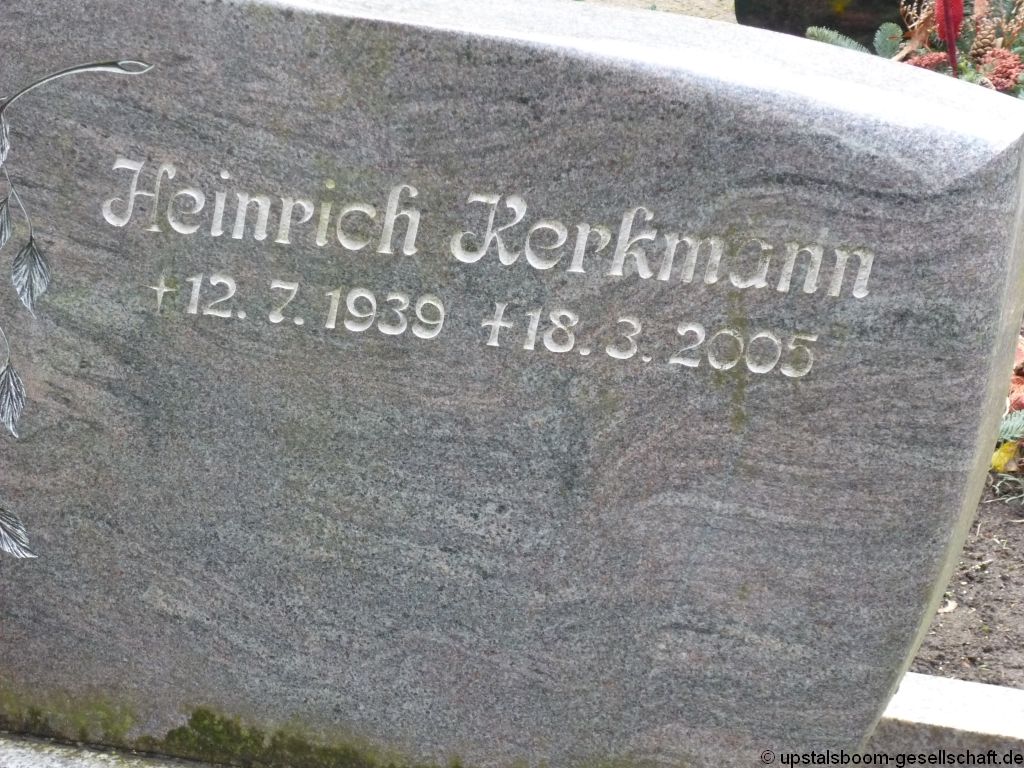 Heinrich Kerkmann
† 12. 7. 1939 † 18. 3. 2005
© upstalsboom-gesellschaft.de